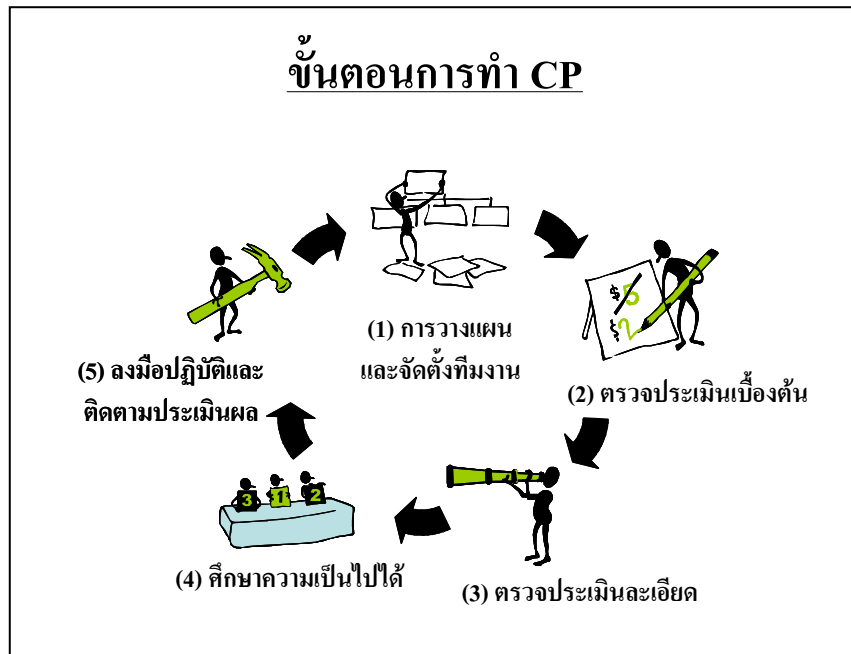 ขั้นตอนการทำ CP
(1) การวางแผน
และจัดตั้งทีมงาน
$5
2
(2) ตรวจประเมินเบื้องต้น
(3) ตรวจประเมินละเอียด
3 1 2
(4) ศึกษาความเป็นไปได้
(5) ลงมือปฏิบัติและ
ติดตามประเมินผล